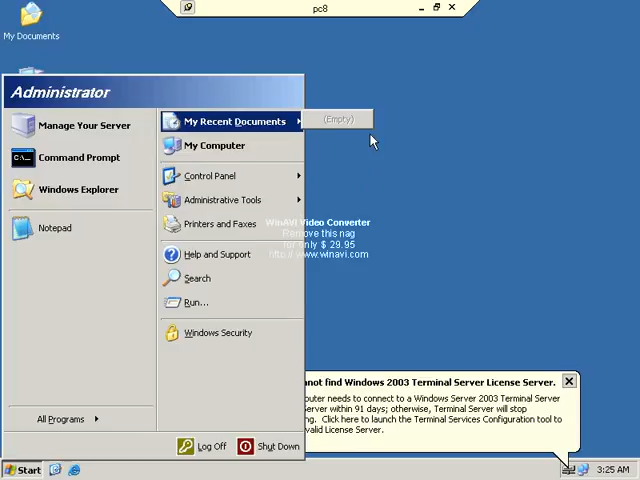 pc8
My Documents
Administrator
Manage Your Server
Command Prompt
Windows Explorer
Notepad
All Programs
My Recent Documents
(Empty)
My Computer
Control Panel
Administrative Tools
Printers and Faxes
Help and Support
Search
Run...
Windows Security
Log Off
Shut Down
WinAVI Video Converter
Remove this nag
for only $ 29.95
www.winavi.com
not find Windows 2003 Terminal Server License Server.
puter needs to connect to a Windows Server 2003 Terminal Server
Server within 91 days; otherwise, Terminal Server will stop
ng. Click here to launch the Terminal Services Configuration tool to
valid License Server.
Start
3:25 AM